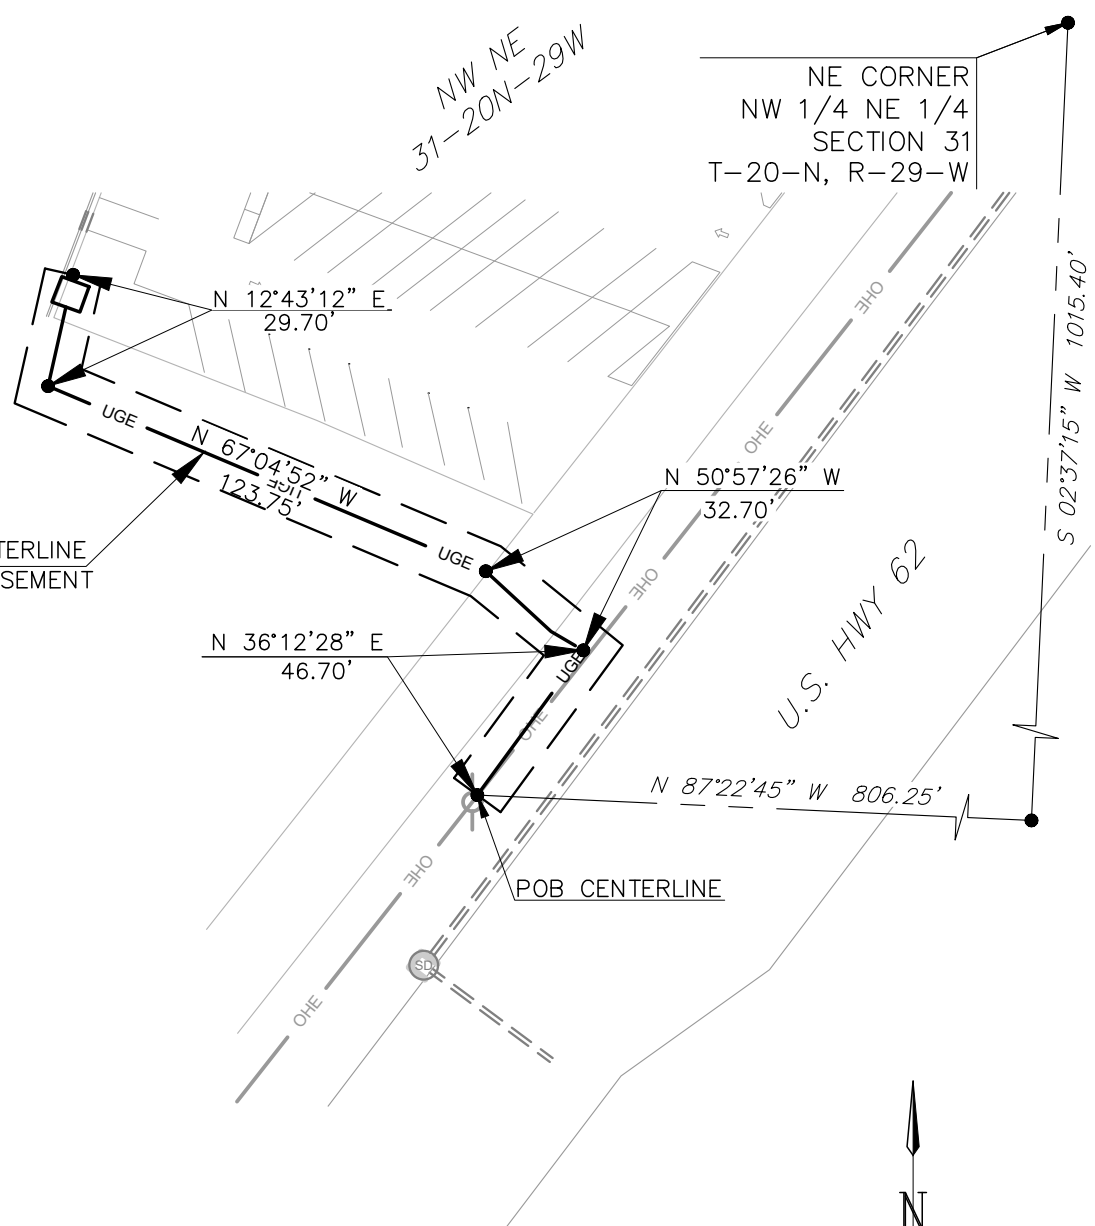 NW NE
31-20N-29W
NE CORNER
NW 1/4 NE 1/4
SECTION 31
T-20-N, R-29-W
N 12°43'12" E
29.70'
S 02°37'15" W 1015.40'
OHE
UGE
N 67°04'52" W
123.75'
UGE
OHE
N 50°57'26" W
32.70'
TERLINE
SEMENT
UGE
OHE
U.S. HWY 62
N 36°12'28" E
46.70'
UGE
OHE
N 87°22'45" W 806.25'
OHE
POB CENTERLINE
SD
OHE
N